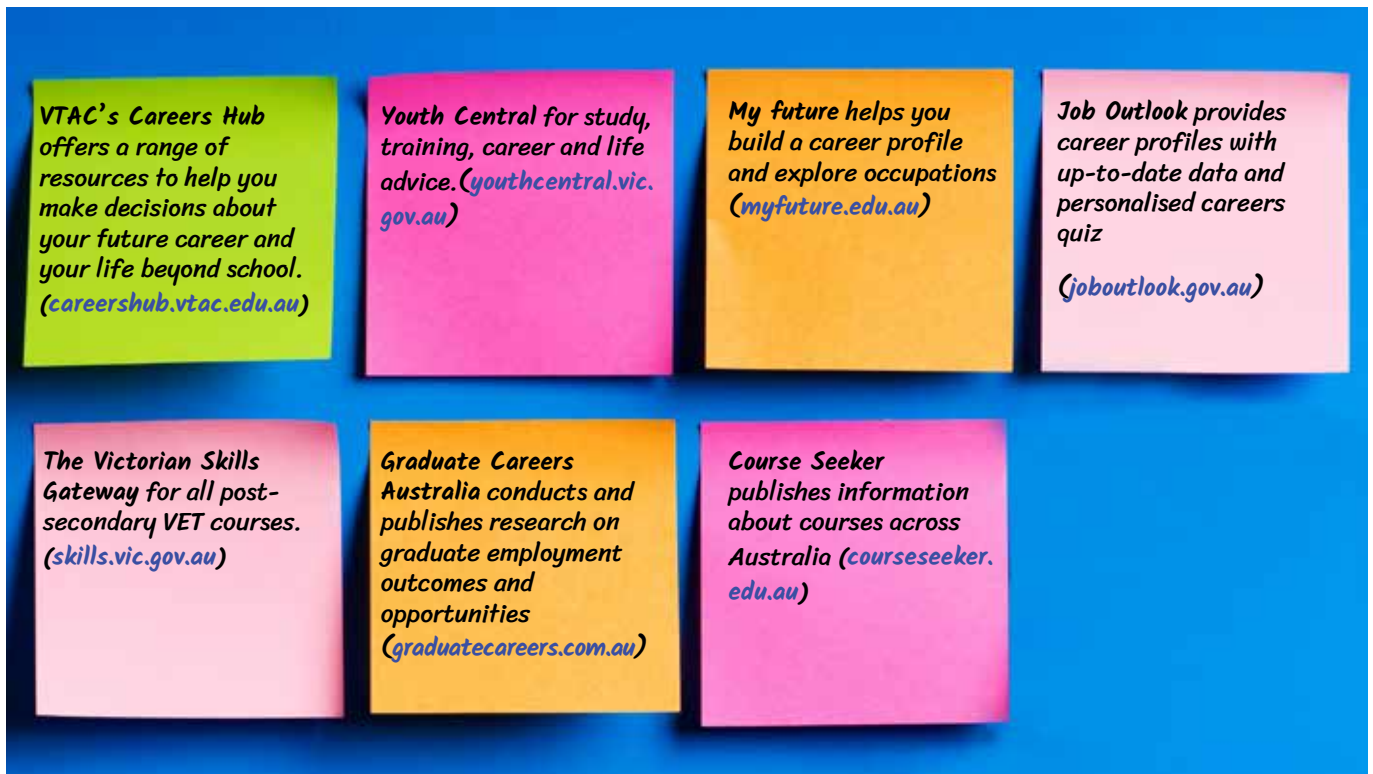 VTAC's Careers Hub
offers a range of
resources to help you
make decisions about
your future career and
your life beyond school.
(careershub.vtac.edu.au)
Youth Central for study,
training, career and life
advice.(youthcentral.vic.
gov.au)
My future helps you
build a career profile
and explore occupations
(myfuture.edu.au)
Job Outlook provides
career profiles with
up-to-date data and
personalised careers
quiz
(joboutlook.gov.au)
The Victorian Skills
Gateway for all post-
secondary VET courses.
(skills.vic.gov.au)
Graduate Careers
Australia conducts and
publishes research on
graduate employment
outcomes and
opportunities
(graduatecareers.com.au)
Course Seeker
publishes information
about courses across
Australia (courseseeker.
edu.au)